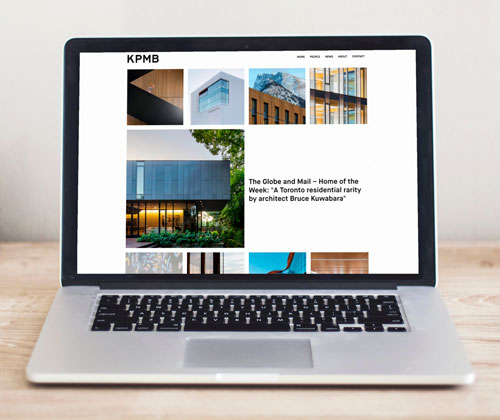 KPMB
WORK PEOPLE NEWS ABOUT CONTACT
The Globe and Mail – Home of the
Week: "A Toronto residential rarity
by architect Bruce Kuwabara"